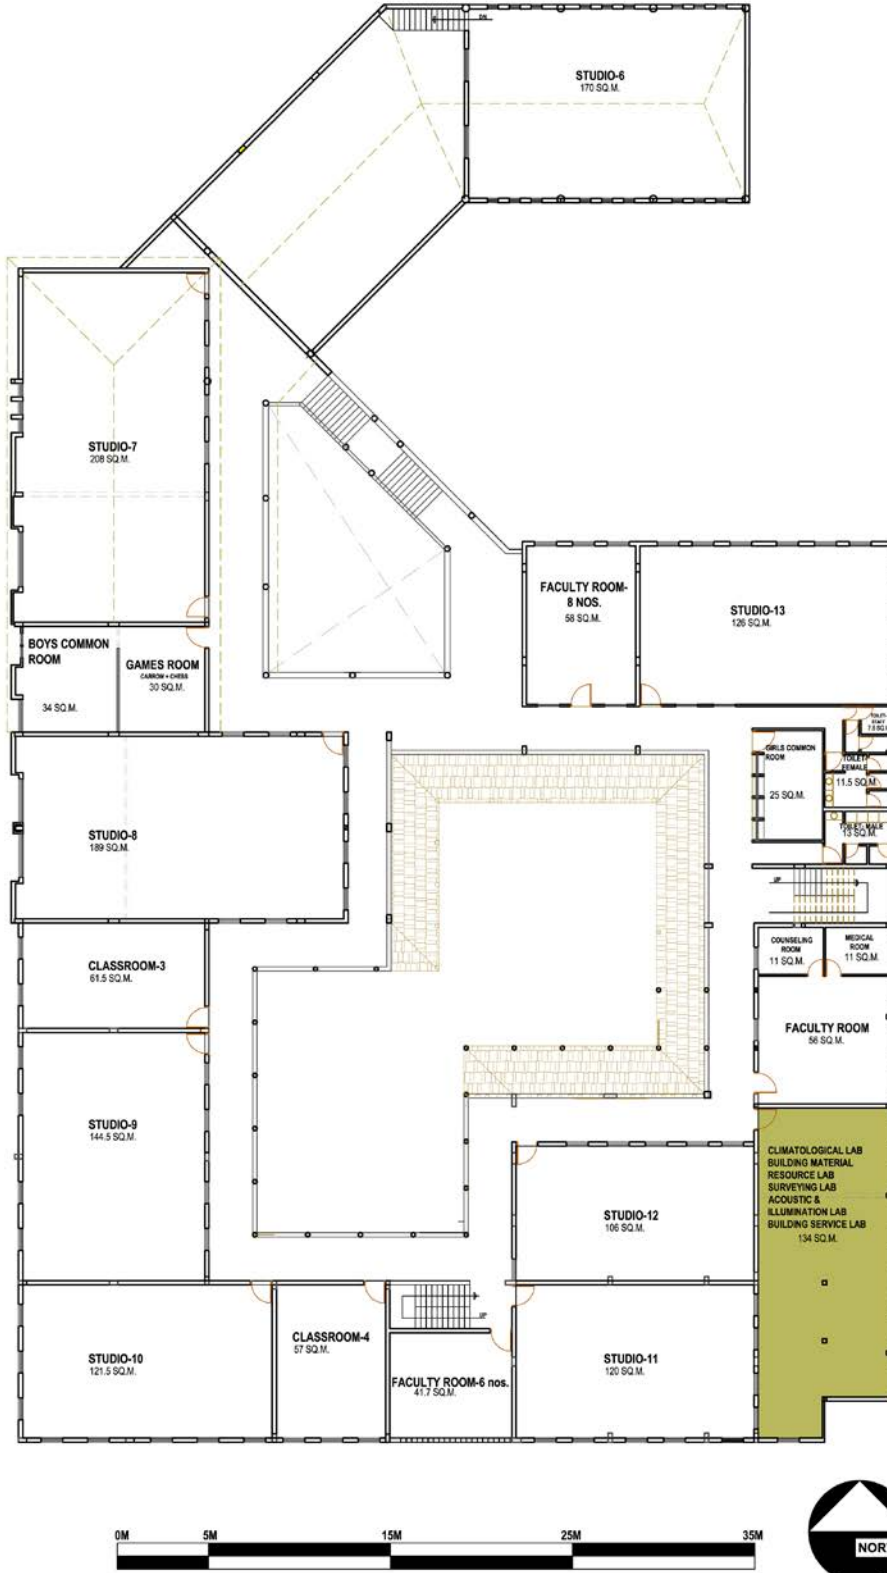 DN
STUDIO-6
170 SQ.M.
STUDIO-7
208 SQ.M.
FACULTY ROOM-
8 NOS.
58 SQ.M.
STUDIO-13
126 SQ.M.
BOYS COMMON
ROOM
34 SQ.M.
GAMES ROOM
CARROM + CHESS
30 SQ.M.
GIRLS COMMON
ROOM
25 SQ.M.
TOILET-
FEMALE
11.5 SQ.M.
TOILET- MALE
13 SQ.M.
STUDIO-8
189 SQ.M.
UP
COUNSELING
ROOM
11 SQ.M.
MEDICAL
ROOM
11 SQ.M.
CLASSROOM-3
61.5 SQ.M.
FACULTY ROOM
56 SQ.M.
STUDIO-9
144.5 SQ.M.
CLIMATOLOGICAL LAB
BUILDING MATERIAL
RESOURCE LAB
SURVEYING LAB
ACOUSTIC &
ILLUMINATION LAB
BUILDING SERVICE LAB
134 SQ.M.
STUDIO-12
106 SQ.M.
UP
STUDIO-10
121.5 SQ.M.
CLASSROOM-4
57 SQ.M.
FACULTY ROOM-6 nos.
41.7 SQ.M.
STUDIO-11
120 SQ.M.
0M 5M 15M 25M 35M
NOR